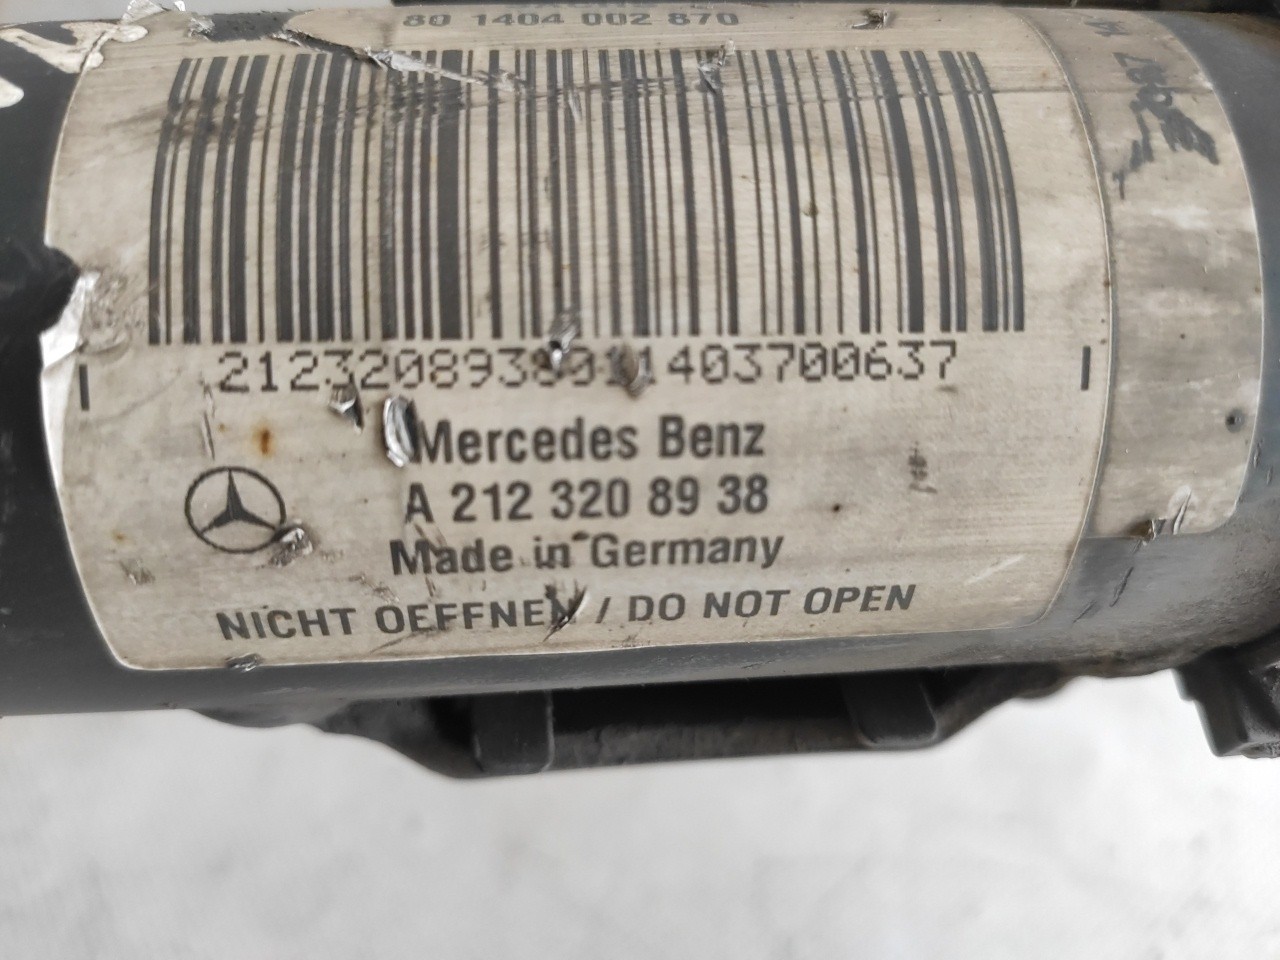 80 1404 002 870
2123208938011403700637
Mercedes Benz
A 212 320 89 38
Made in Germany
NICHT OEFFNEN / DO NOT OPEN